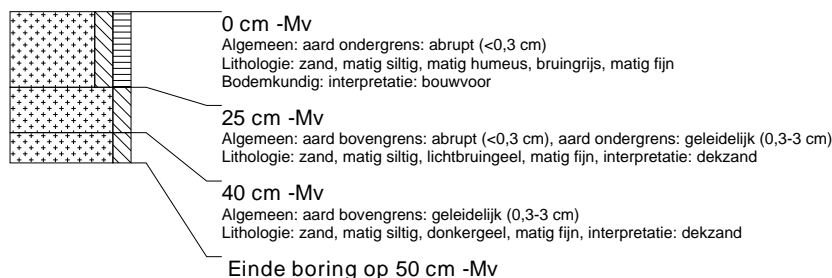 0 cm -Mv
Algemeen: aard ondergrens: abrupt (<0,3 cm)
Lithologie: zand, matig siltig, matig humeus, bruingrijs, matig fijn
Bodemkundig: interpretatie: bouwvoor
25 cm -Mv
Algemeen: aard bovengrens: abrupt (<0,3 cm), aard ondergrens: geleidelijk (0,3-3 cm)
Lithologie: zand, matig siltig, lichtbruingeel, matig fijn, interpretatie: dekzand
40 cm -Mv
Algemeen: aard bovengrens: geleidelijk (0,3-3 cm)
Lithologie: zand, matig siltig, donkergeel, matig fijn, interpretatie: dekzand
Einde boring op 50 cm -Mv